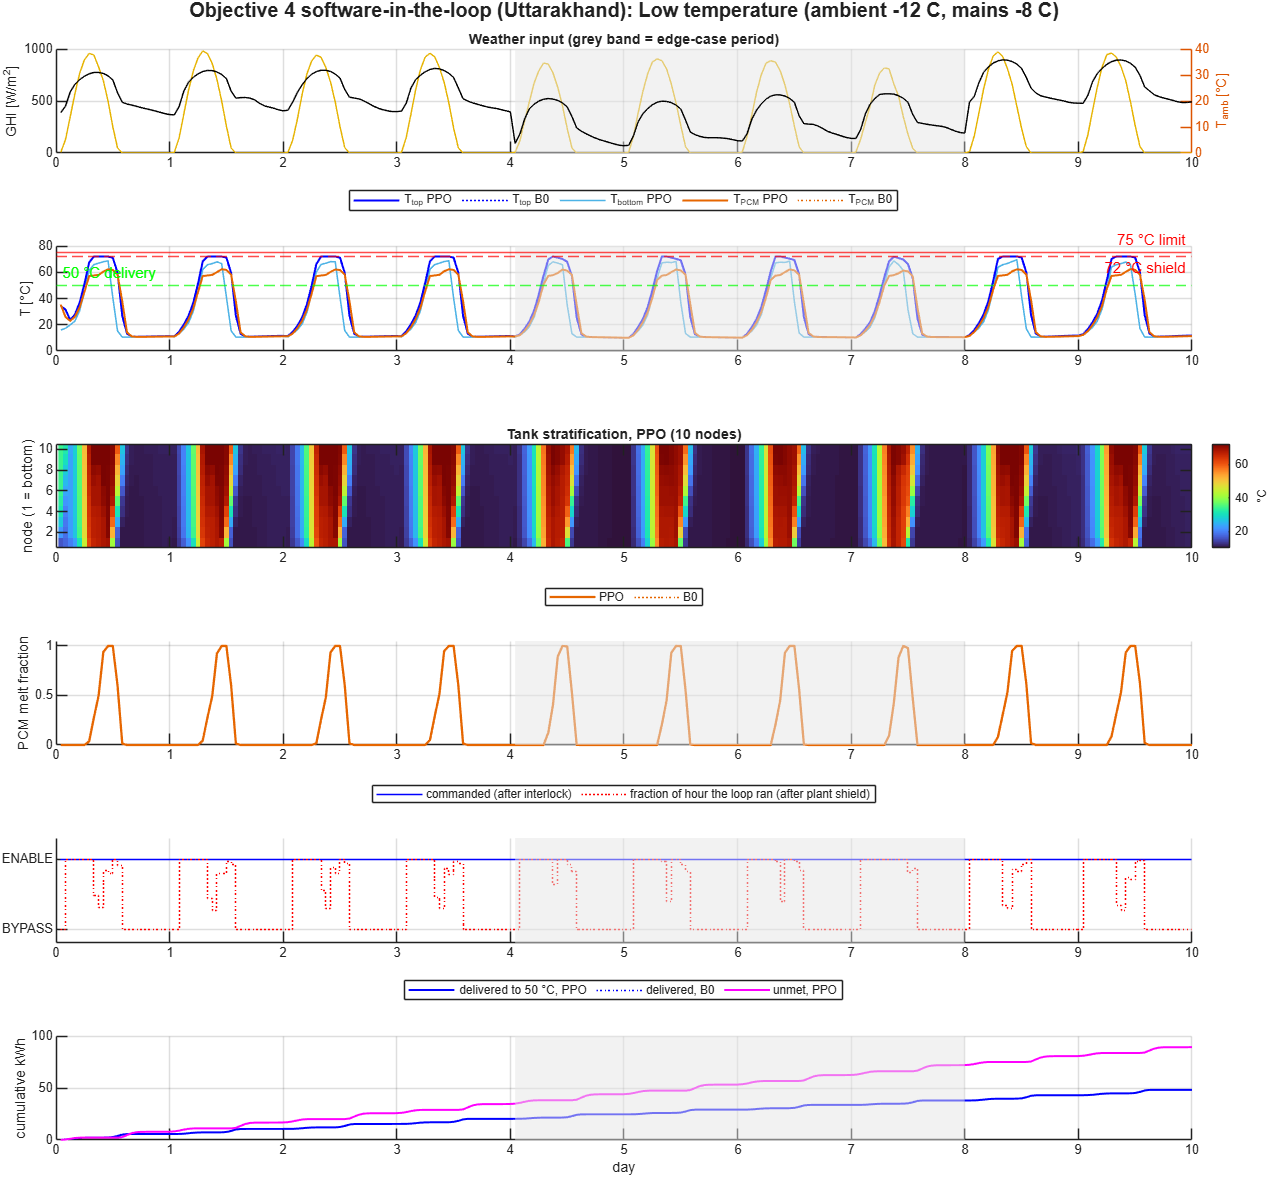 Objective 4 software-in-the-loop (Uttarakhand): Low temperature (ambient -12 C, mains -8 C)
Weather input (grey band = edge-case period)
GHI [W/m²]
1000
500
0
40
30
20
10
0
T_amb [°C]
0 1 2 3 4 5 6 7 8 9 10
T_top PPO T_top B0 T_bottom PPO T_PCM PPO T_PCM B0
T [°C]
80
60
40
20
0
75 °C limit
72 °C shield
50 °C delivery
0 1 2 3 4 5 6 7 8 9 10
Tank stratification, PPO (10 nodes)
node (1 = bottom)
10
8
6
4
2
60
40
20
°C
0 1 2 3 4 5 6 7 8 9 10
PPO B0
PCM melt fraction
1
0.5
0
0 1 2 3 4 5 6 7 8 9 10
commanded (after interlock) fraction of hour the loop ran (after plant shield)
ENABLE
BYPASS
0 1 2 3 4 5 6 7 8 9 10
delivered to 50 °C, PPO delivered, B0 unmet, PPO
cumulative kWh
100
50
0
0 1 2 3 4 5 6 7 8 9 10
day